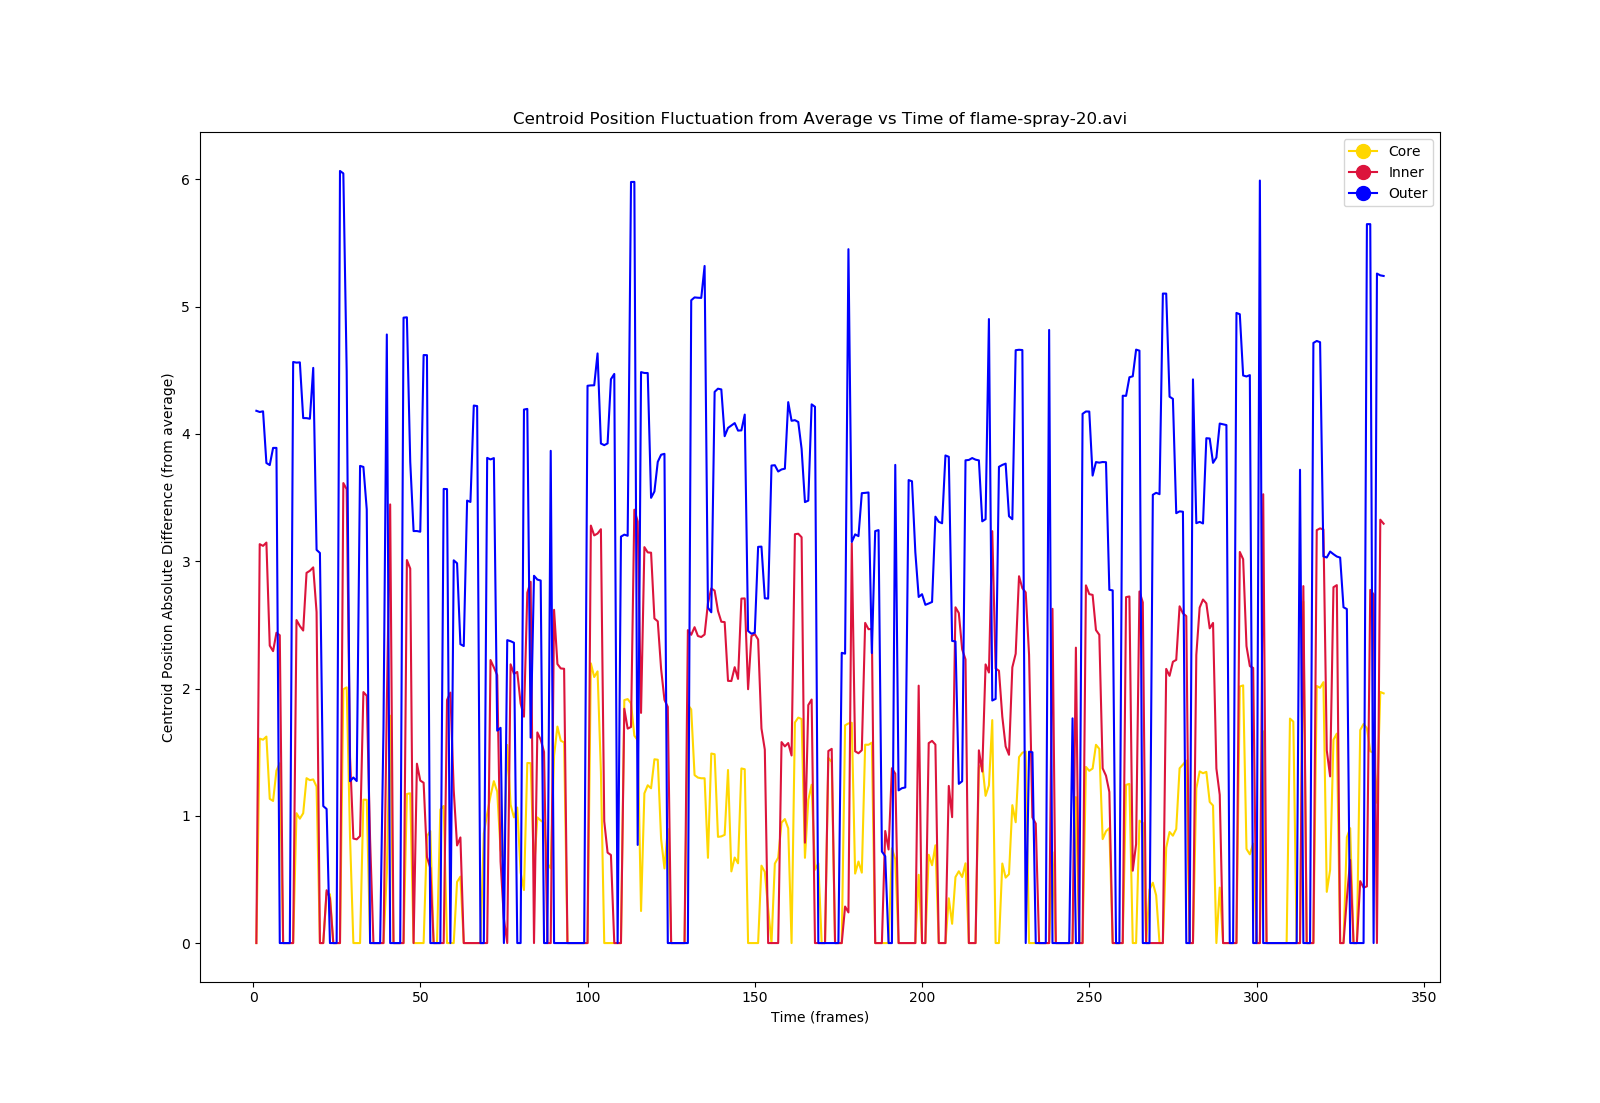 Centroid Position Fluctuation from Average vs Time of flame-spray-20.avi
Core
Inner
Outer
Centroid Position Absolute Difference (from average)
6
5
4
3
2
1
0
0 50 100 150 200 250 300 350
Time (frames)